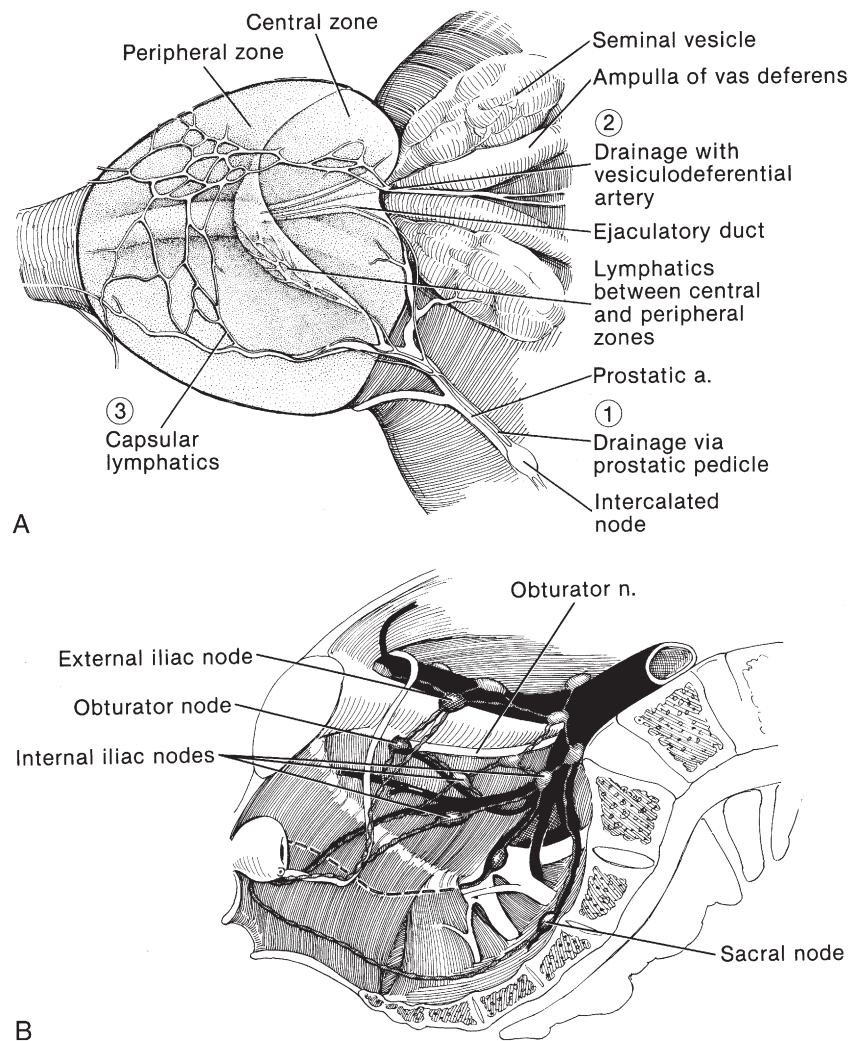 Central zone
Peripheral zone
Seminal vesicle
Ampulla of vas deferens
2
Drainage with
vesiculodeferential
artery
Ejaculatory duct
Lymphatics
between central
and peripheral
zones
Prostatic a.
1
Drainage via
prostatic pedicle
Intercalated
node
3
Capsular
lymphatics
A
Obturator n.
External iliac node
Obturator node
Internal iliac nodes
Sacral node
B